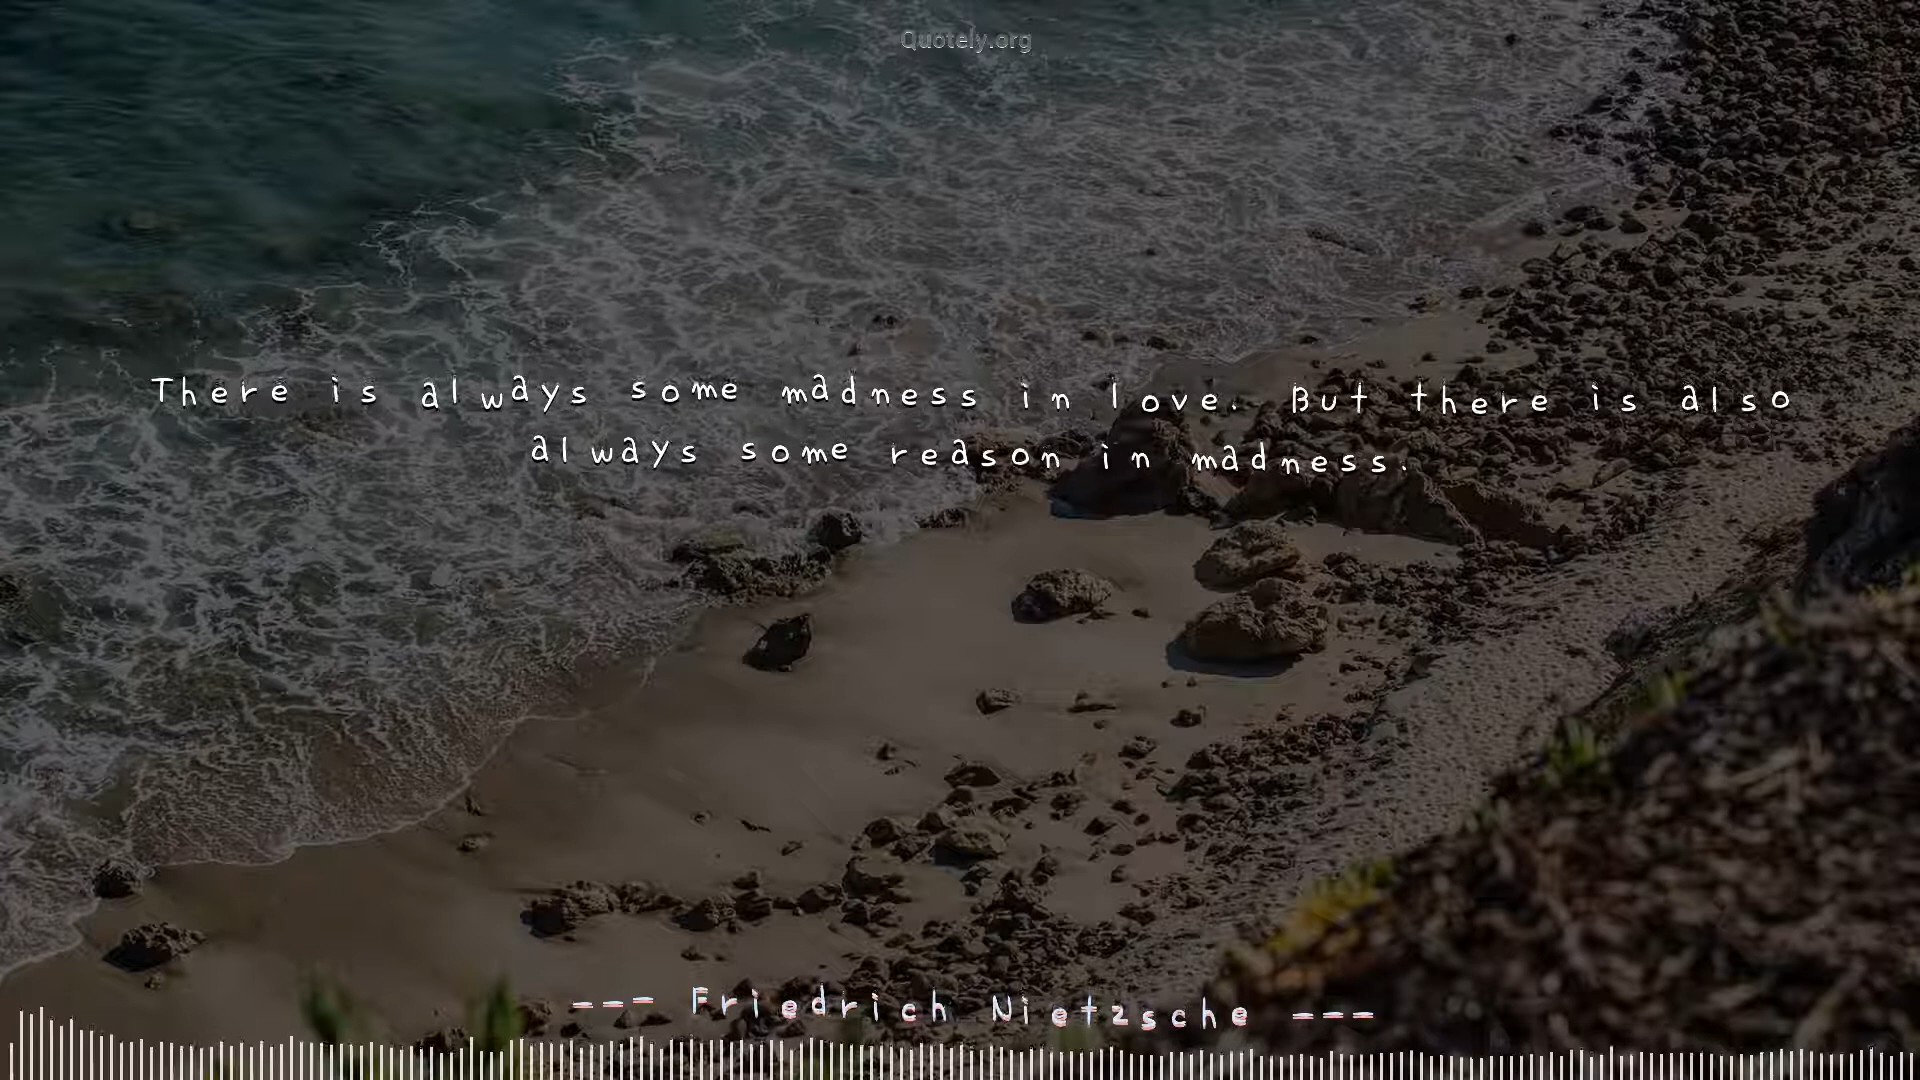 Quotely.org
There is always some madness in love. But there is also
always some reason in madness.
--- Friedrich Nietzsche ---